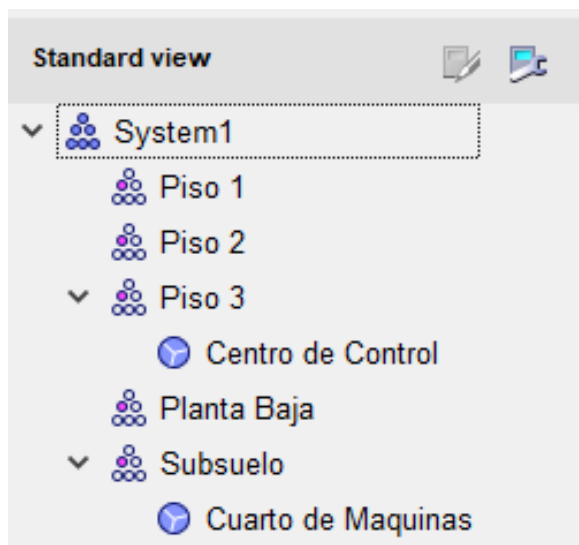 Standard view
System1
Piso 1
Piso 2
Piso 3
Centro de Control
Planta Baja
Subsuelo
Cuarto de Maquinas